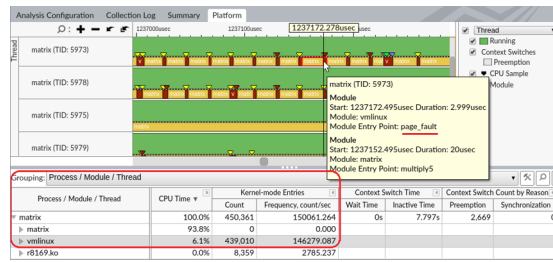 Analysis Configuration Collection Log Summary Platform
1237000usec 1237100usec 1237172.278usec usec
Thread
matrix (TID: 5973)
matrix (TID: 5978)
matrix (TID: 5975)
matrix (TID: 5979)
Thread
Running
Context Switches
Preemption
CPU Sample
Module
matrix (TID: 5973)
Module
Start: 1237172.495usec Duration: 2.999usec
Module: vmlinux
Module Entry Point: page_fault
Module
Start: 1237152.495usec Duration: 20usec
Module: matrix
Module Entry Point: multiply5
Grouping: Process / Module / Thread
Process / Module / Thread CPU Time Kernel-mode Entries Context Switch Time Context Switch Count by Reason
Count Frequency, count/sec Wait Time Inactive Time Preemption Synchronization
matrix 100.0% 450,361 150061.264 0s 7.797s 2,669 0
matrix 93.8% 0 0.000
vmlinux 6.1% 439,010 146279.087
r8169.ko 0.0% 8,359 2785.237